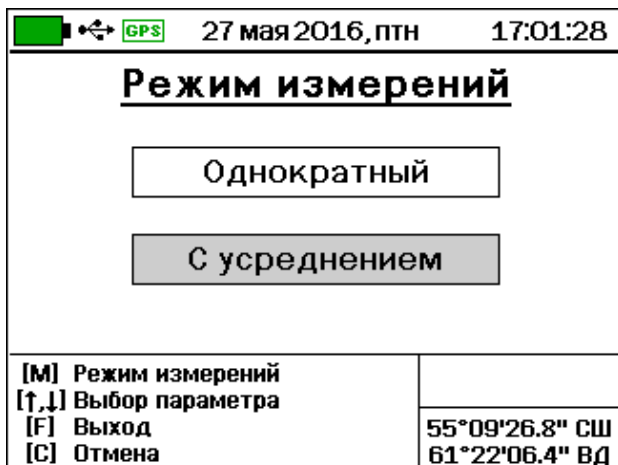 GPS 27 мая 2016, птн 17:01:28
Режим измерений
Однократный
С усреднением
[М] Режим измерений
[↑,↓] Выбор параметра
[F] Выход
[C] Отмена
55°09'26.8" СШ
61°22'06.4" ВД